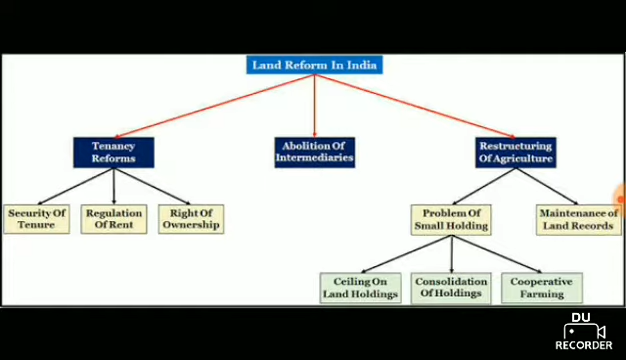 Land Reform In India
Tenancy
Reforms
Abolition Of
Intermediaries
Restructuring
Of Agriculture
Security Of
Tenure
Regulation
Of Rent
Right Of
Ownership
Problem Of
Small Holding
Maintenance of
Land Records
Ceiling On
Land Holdings
Consolidation
Of Holdings
Cooperative
Farming
DU
RECORDER